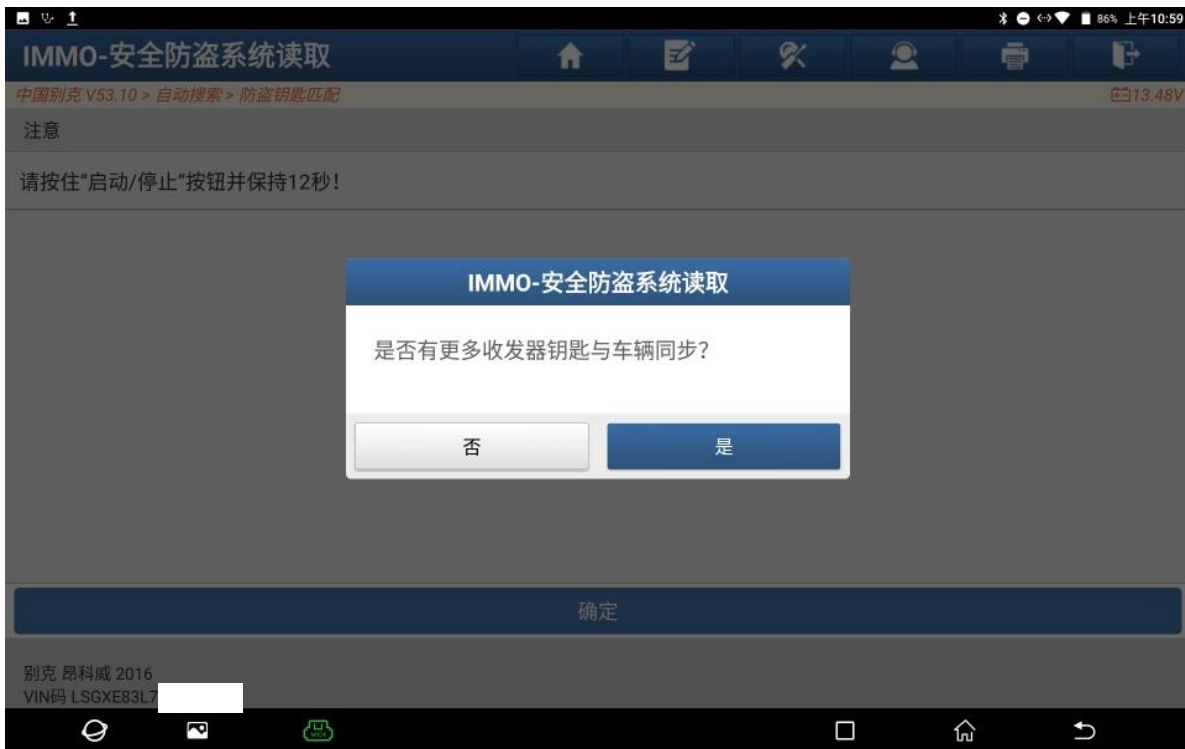 86% 上午10:59
IMMO-安全防盗系统读取
中国别克 V53.10 > 自动搜索 > 防盗钥匙匹配
13.48V
注意
请按住“启动/停止”按钮并保持12秒！
IMMO-安全防盗系统读取
是否有更多收发器钥匙与车辆同步？
否
是
确定
别克 昂科威 2016
VIN码 LSGXE83L7
VCI